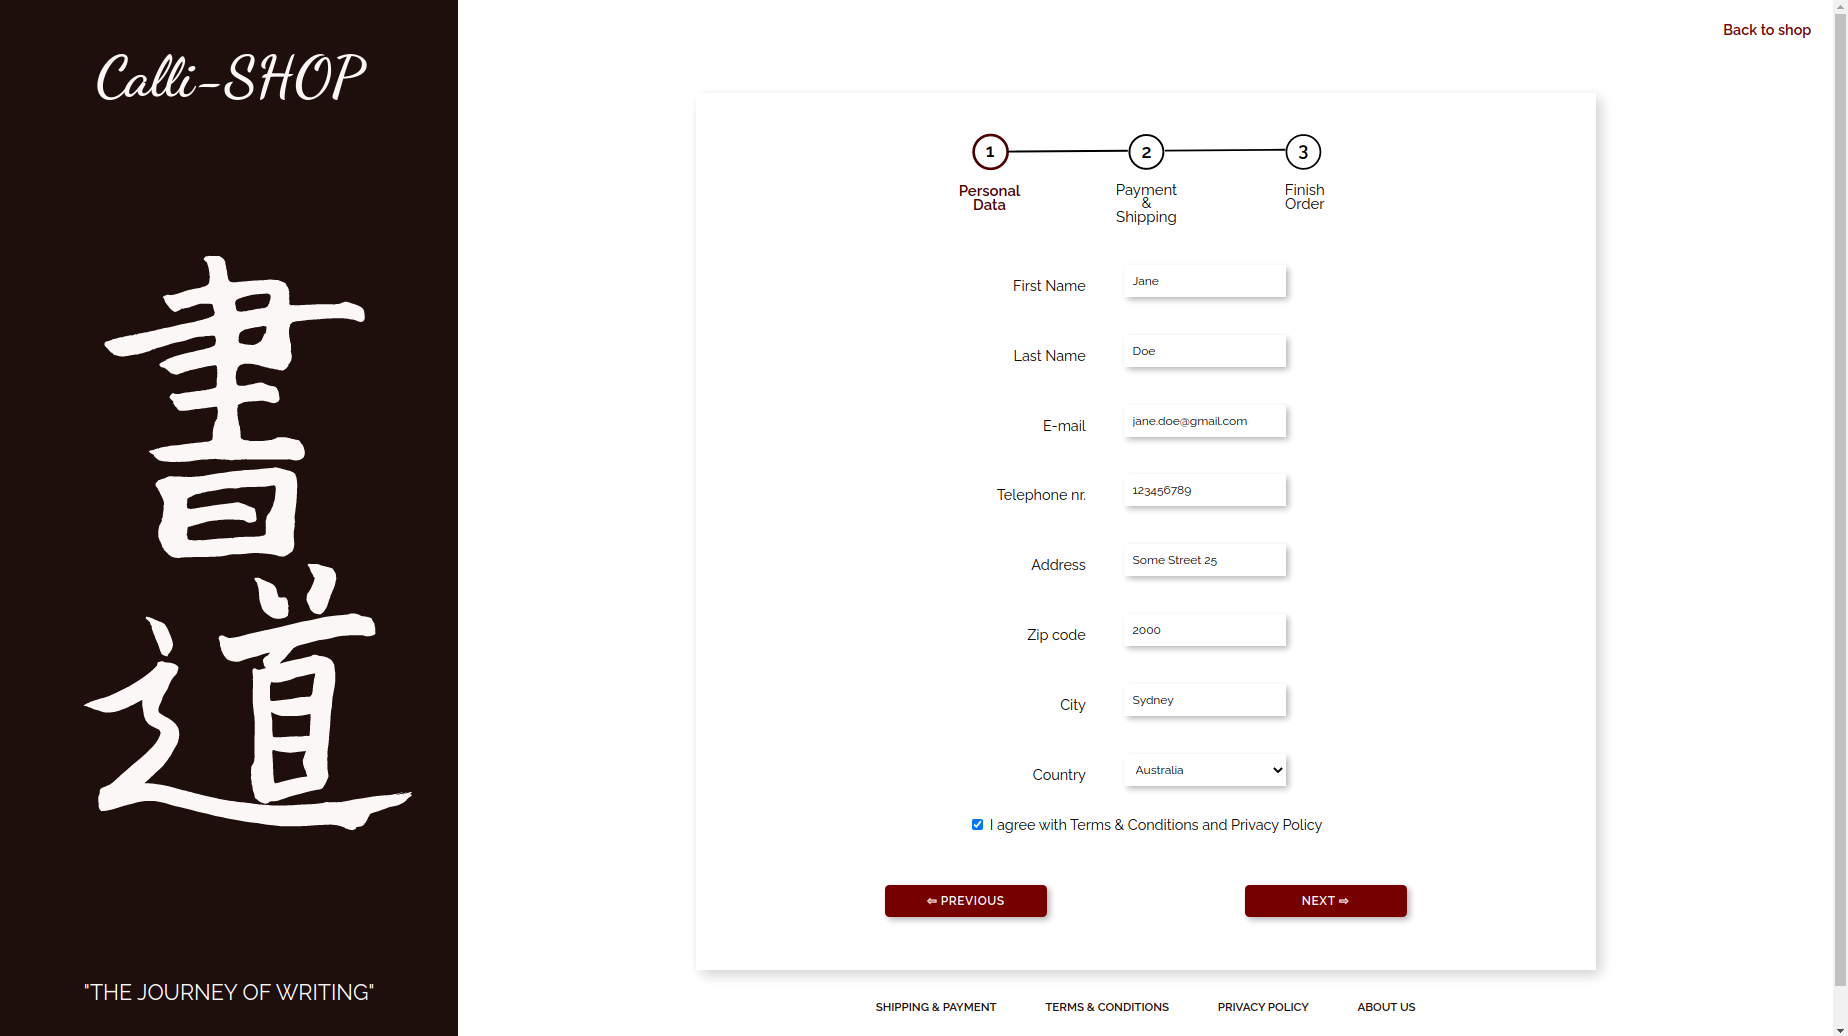 Calli-SHOP
書道
"THE JOURNEY OF WRITING"
Back to shop
1 2 3
Personal Data
Payment & Shipping
Finish Order
First Name Jane
Last Name Doe
E-mail jane.doe@gmail.com
Telephone nr. 123456789
Address Some Street 25
Zip code 2000
City Sydney
Country Australia
I agree with Terms & Conditions and Privacy Policy
⇦ PREVIOUS NEXT ⇨
SHIPPING & PAYMENT TERMS & CONDITIONS PRIVACY POLICY ABOUT US